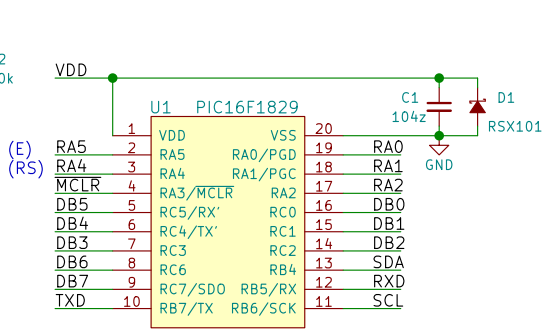 2
0k
VDD
C1
104z
D1
RSX101
GND
U1 PIC16F1829
1 VDD VSS 20
(E) RA5 2 RA5 RA0/PGD 19 RA0
(RS) RA4 3 RA4 RA1/PGC 18 RA1
MCLR 4 RA3/MCLR RA2 17 RA2
DB5 5 RC5/RX' RC0 16 DB0
DB4 6 RC4/TX' RC1 15 DB1
DB3 7 RC3 RC2 14 DB2
DB6 8 RC6 RB4 13 SDA
DB7 9 RC7/SDO RB5/RX 12 RXD
TXD 10 RB7/TX RB6/SCK 11 SCL